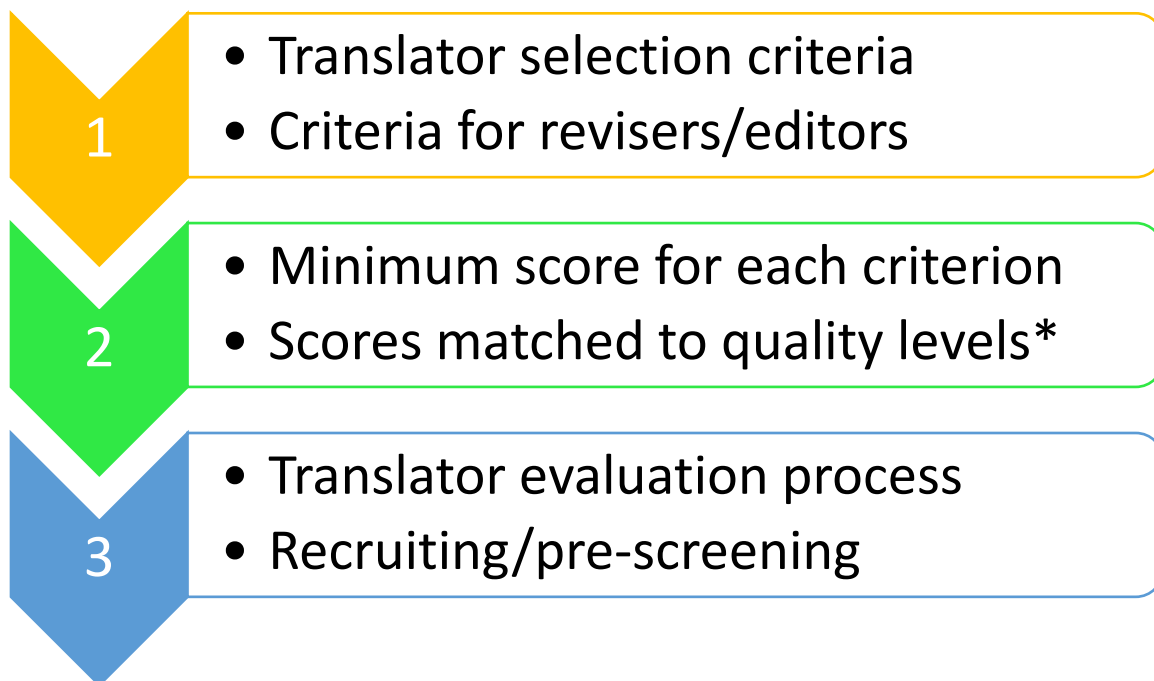 1
• Translator selection criteria
• Criteria for revisers/editors
2
• Minimum score for each criterion
• Scores matched to quality levels*
3
• Translator evaluation process
• Recruiting/pre-screening